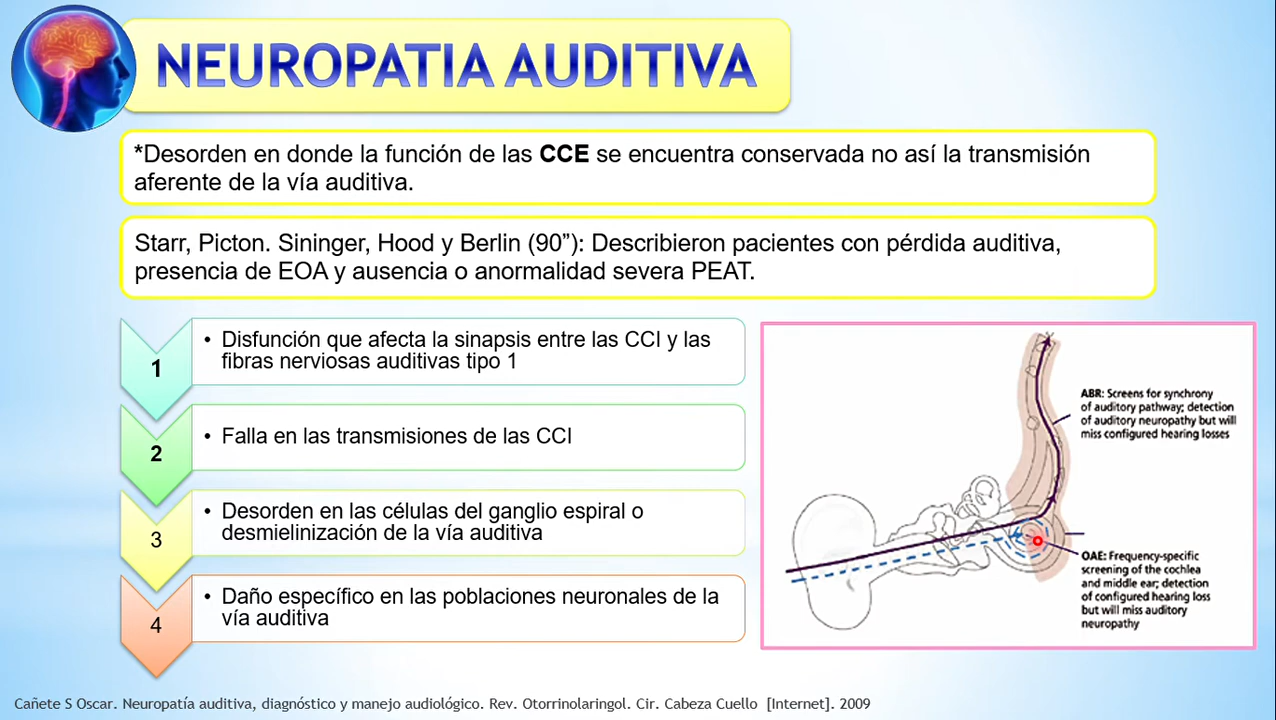 NEUROPATIA AUDITIVA
*Desorden en donde la función de las CCE se encuentra conservada no así la transmisión
aferente de la vía auditiva.
Starr, Picton. Sininger, Hood y Berlin (90”): Describieron pacientes con pérdida auditiva,
presencia de EOA y ausencia o anormalidad severa PEAT.
1
• Disfunción que afecta la sinapsis entre las CCI y las
fibras nerviosas auditivas tipo 1
2
• Falla en las transmisiones de las CCI
3
• Desorden en las células del ganglio espiral o
desmielinización de la vía auditiva
4
• Daño específico en las poblaciones neuronales de la
vía auditiva
ABR: Screens for synchrony
of auditory pathway; detection
of auditory neuropathy but will
miss configured hearing losses
OAE: Frequency-specific
screening of the cochlea
and middle ear; detection
of configured hearing loss
but will miss auditory
neuropathy
Cañete S Oscar. Neuropatía auditiva, diagnóstico y manejo audiológico. Rev. Otorrinolaringol. Cir. Cabeza Cuello [Internet]. 2009